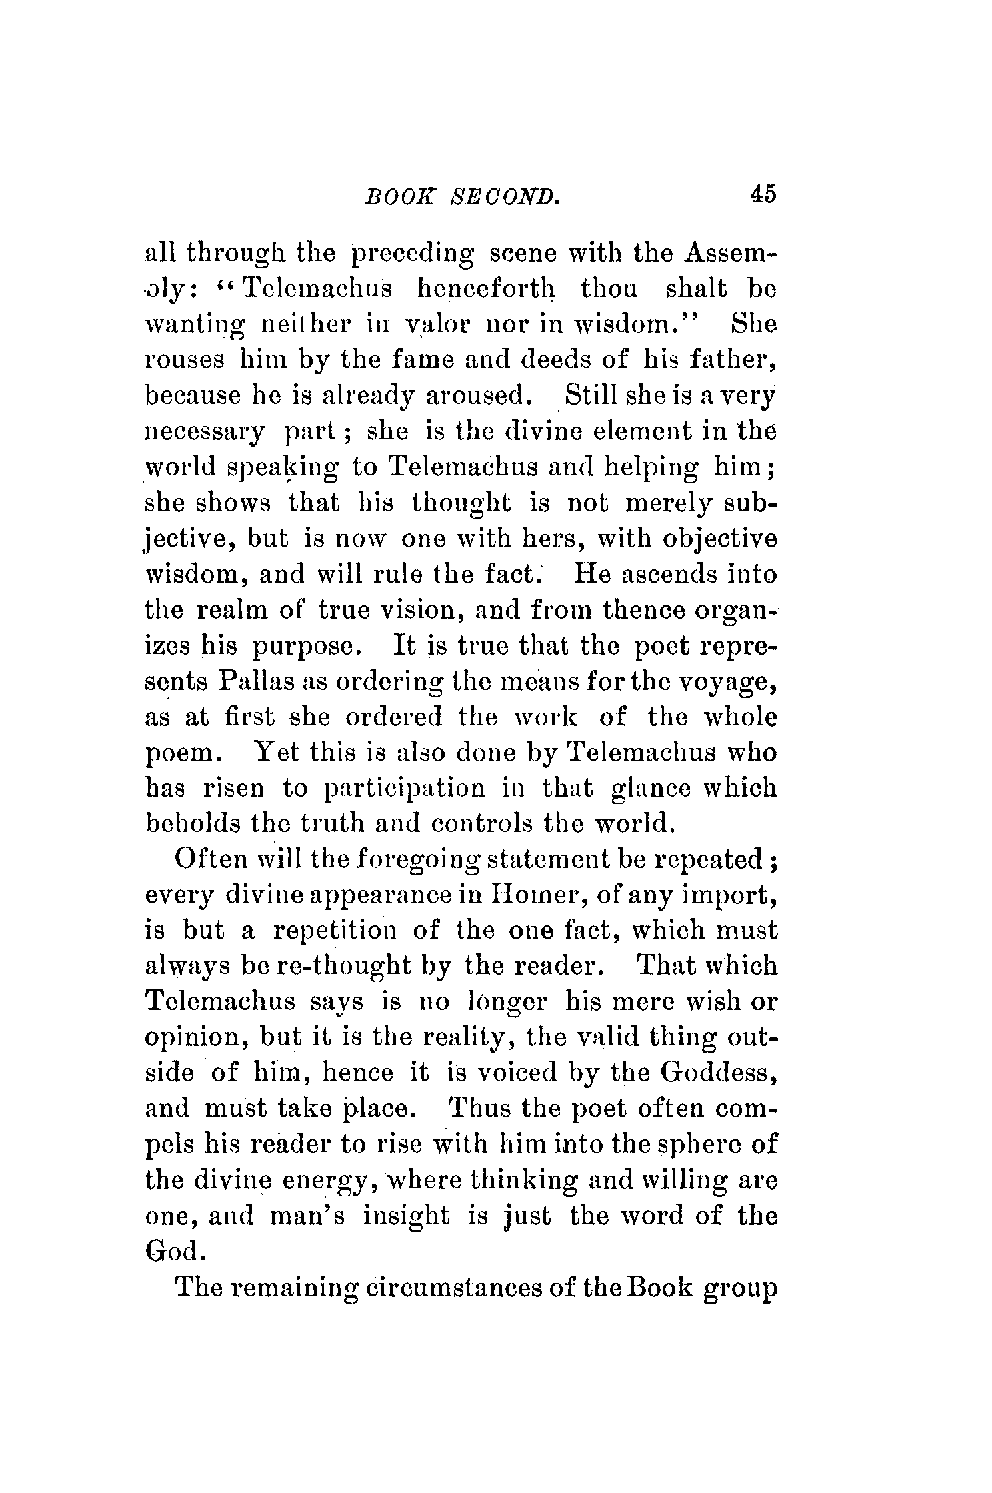 BOOK SECOND. 45
all through the preceding scene with the Assem-
bly: “Telemachus henceforth thou shalt be
wanting neither in valor nor in wisdom.” She
rouses him by the fame and deeds of his father,
because he is already aroused. Still she is a very
necessary part; she is the divine element in the
world speaking to Telemachus and helping him;
she shows that his thought is not merely sub-
jective, but is now one with hers, with objective
wisdom, and will rule the fact. He ascends into
the realm of true vision, and from thence organ-
izes his purpose. It is true that the poet repre-
sents Pallas as ordering the means for the voyage,
as at first she ordered the work of the whole
poem. Yet this is also done by Telemachus who
has risen to participation in that glance which
beholds the truth and controls the world.
Often will the foregoing statement be repeated;
every divine appearance in Homer, of any import,
is but a repetition of the one fact, which must
always be re-thought by the reader. That which
Telemachus says is no longer his mere wish or
opinion, but it is the reality, the valid thing out-
side of him, hence it is voiced by the Goddess,
and must take place. Thus the poet often com-
pels his reader to rise with him into the sphere of
the divine energy, where thinking and willing are
one, and man’s insight is just the word of the
God.
The remaining circumstances of the Book group